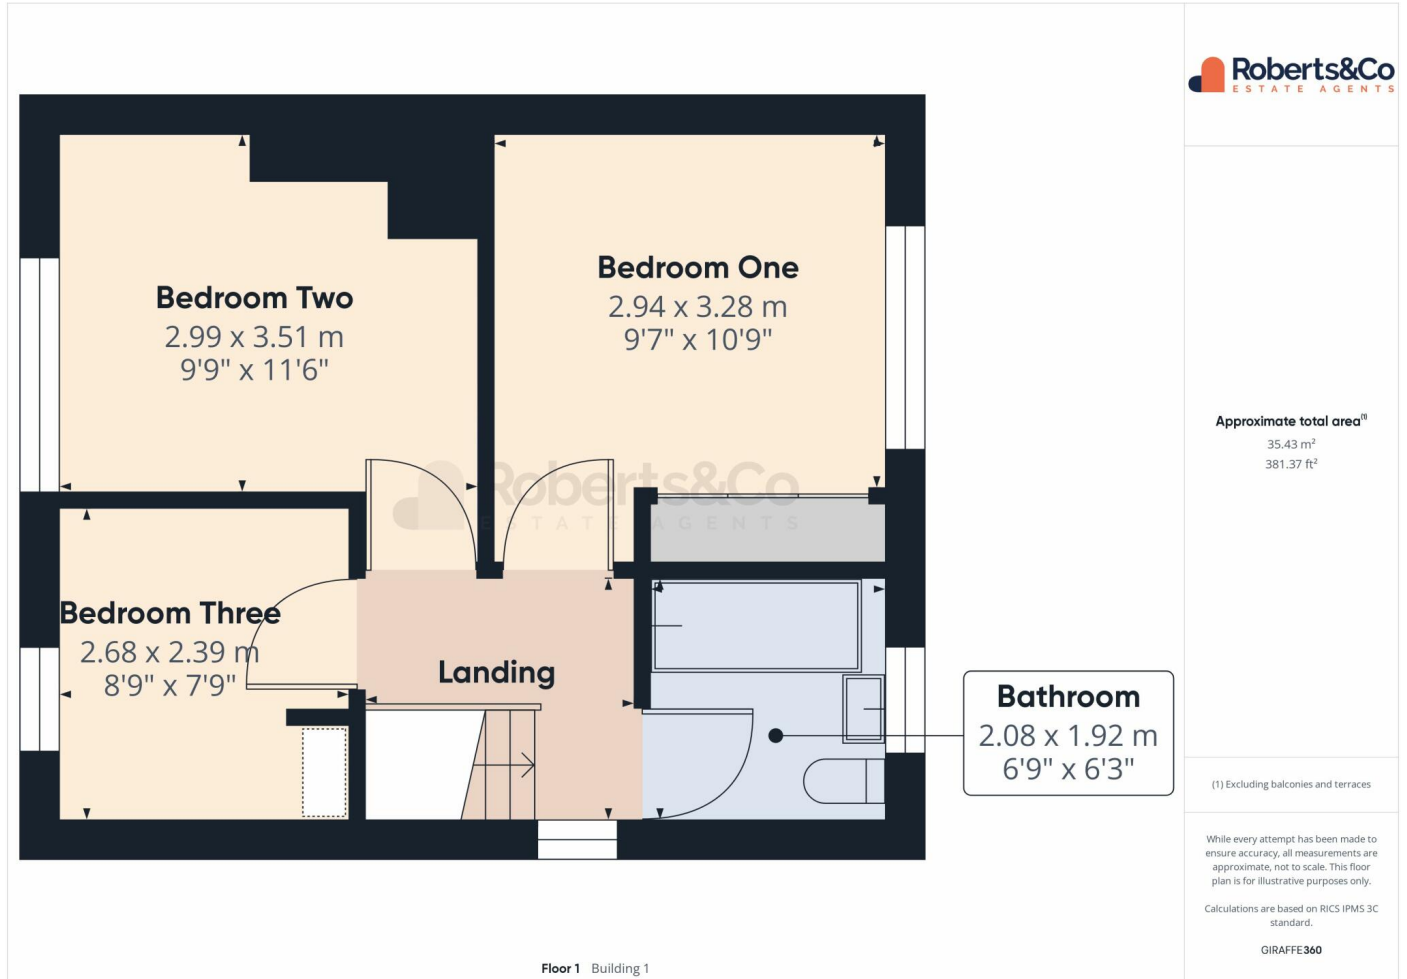 Roberts&Co
ESTATE AGENTS
Bedroom Two
2.99 x 3.51 m
9'9" x 11'6"
Bedroom One
2.94 x 3.28 m
9'7" x 10'9"
Roberts&Co
ESTATE AGENTS
Bedroom Three
2.68 x 2.39 m
8'9" x 7'9"
Landing
Bathroom
2.08 x 1.92 m
6'9" x 6'3"
Approximate total area⁽¹⁾
35.43 m²
381.37 ft²
(1) Excluding balconies and terraces
While every attempt has been made to
ensure accuracy, all measurements are
approximate, not to scale. This floor
plan is for illustrative purposes only.
Calculations are based on RICS IPMS 3C
standard.
GIRAFFE360
Floor 1 Building 1